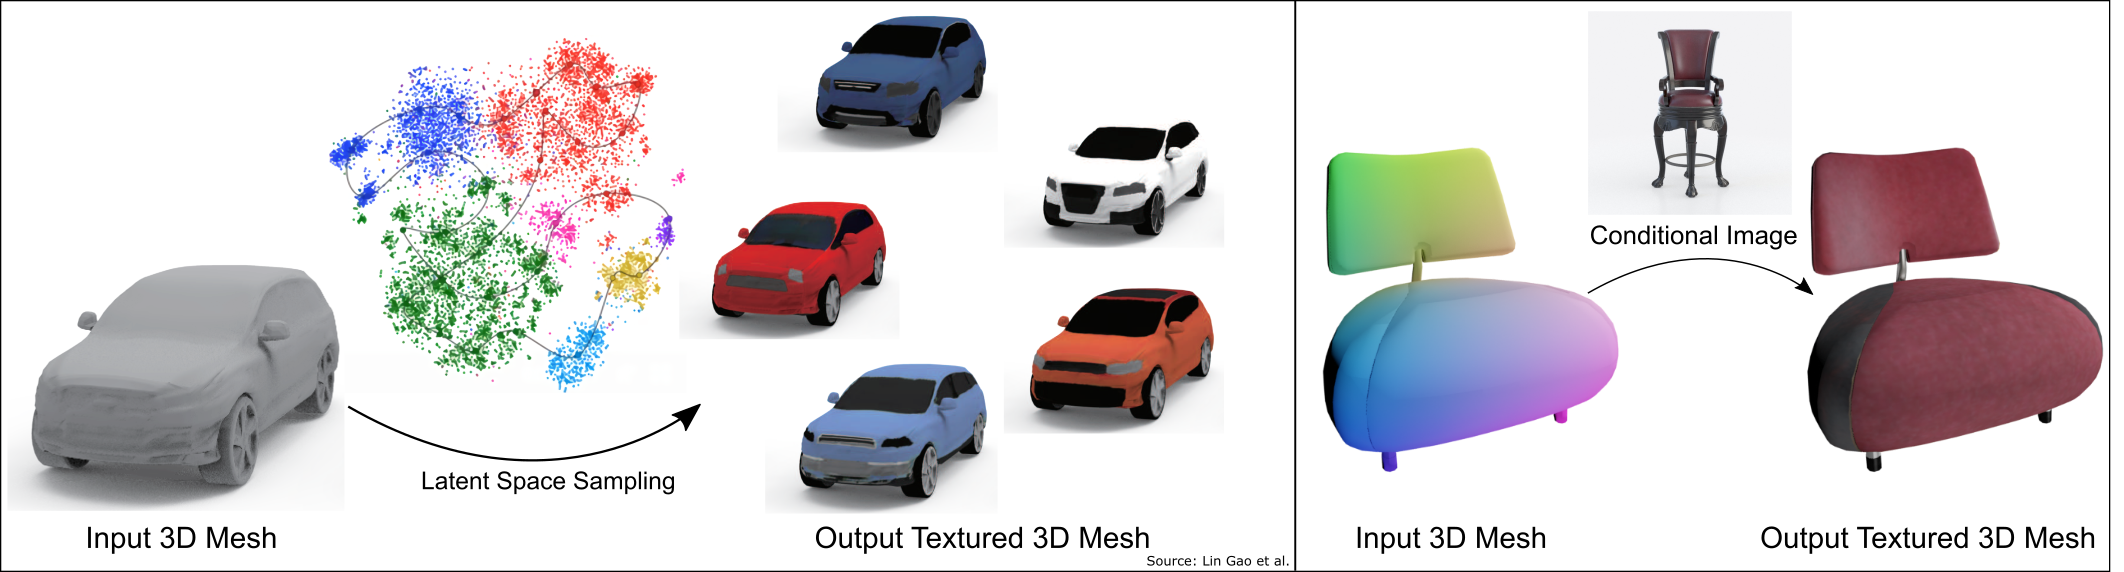 Latent Space Sampling
Input 3D Mesh
Output Textured 3D Mesh
Source: Lin Gao et al.
Conditional Image
Input 3D Mesh
Output Textured 3D Mesh